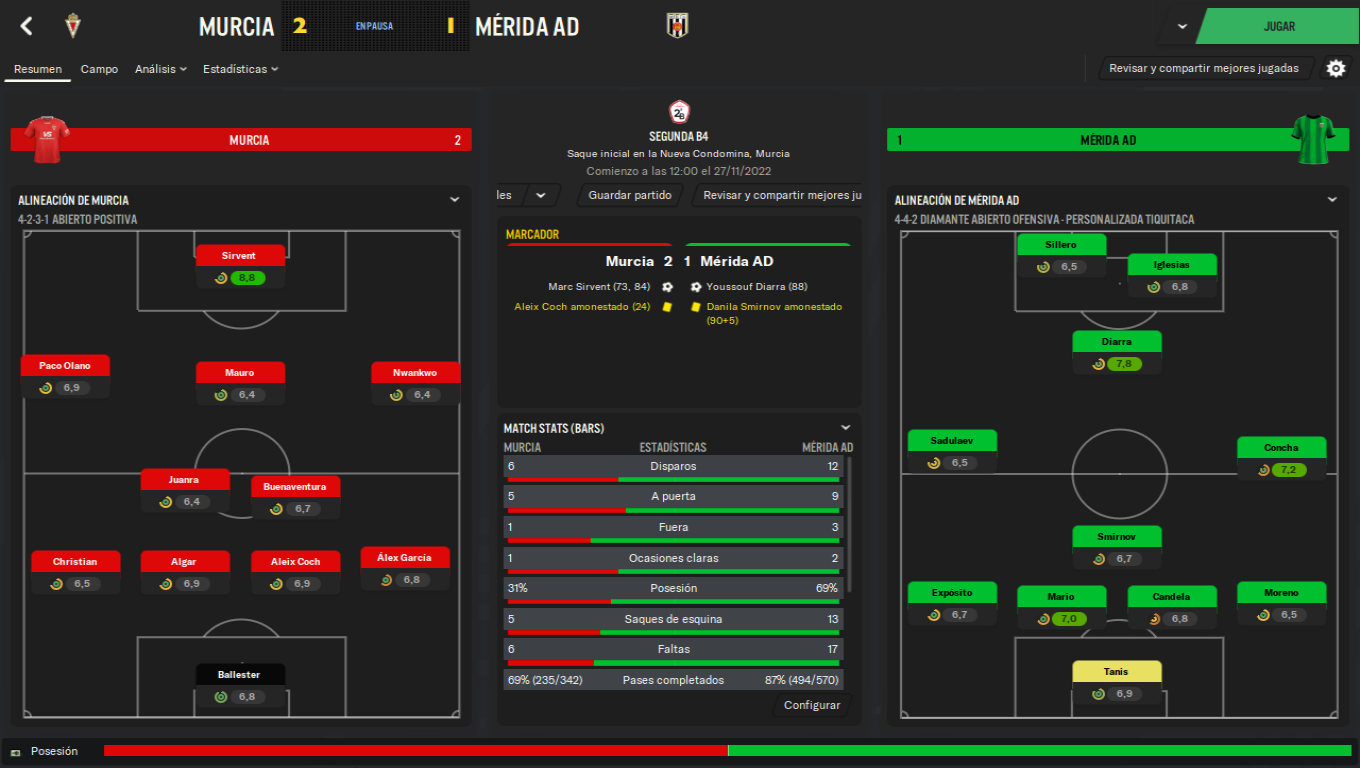 MURCIA 2 EN PAUSA 1 MÉRIDA AD
JUGAR
Resumen Campo Análisis Estadísticas
Revisar y compartir mejores jugadas
MURCIA 2
ALINEACIÓN DE MURCIA
4-2-3-1 ABIERTO POSITIVA
Sirvent
8,8
Paco Olano
6,9
Mauro
6,4
Nwankwo
6,4
Juanra
6,4
Buenaventura
6,7
Christian
6,5
Algar
6,9
Aleix Coch
6,9
Álex García
6,8
Ballester
6,8
2ªB
SEGUNDA B4
Saque inicial en la Nueva Condomina, Murcia
Comienzo a las 12:00 el 27/11/2022
les Guardar partido Revisar y compartir mejores ju
MARCADOR
Murcia 2 1 Mérida AD
Marc Sirvent (73, 84) Youssouf Diarra (88)
Aleix Coch amonestado (24) Danila Smirnov amonestado
(90+5)
MATCH STATS (BARS)
MURCIA ESTADÍSTICAS MÉRIDA AD
6 Disparos 12
5 A puerta 9
1 Fuera 3
1 Ocasiones claras 2
31% Posesión 69%
5 Saques de esquina 13
6 Faltas 17
69% (235/342) Pases completados 87% (494/570)
Configurar
1 MÉRIDA AD
ALINEACIÓN DE MÉRIDA AD
4-4-2 DIAMANTE ABIERTO OFENSIVA - PERSONALIZADA TIQUITACA
Sillero
6,5
Iglesias
6,8
Diarra
7,8
Sadulaev
6,5
Concha
7,2
Smirnov
6,7
Expósito
6,7
Mario
7,0
Candela
6,8
Moreno
6,5
Tanis
6,9
Posesión